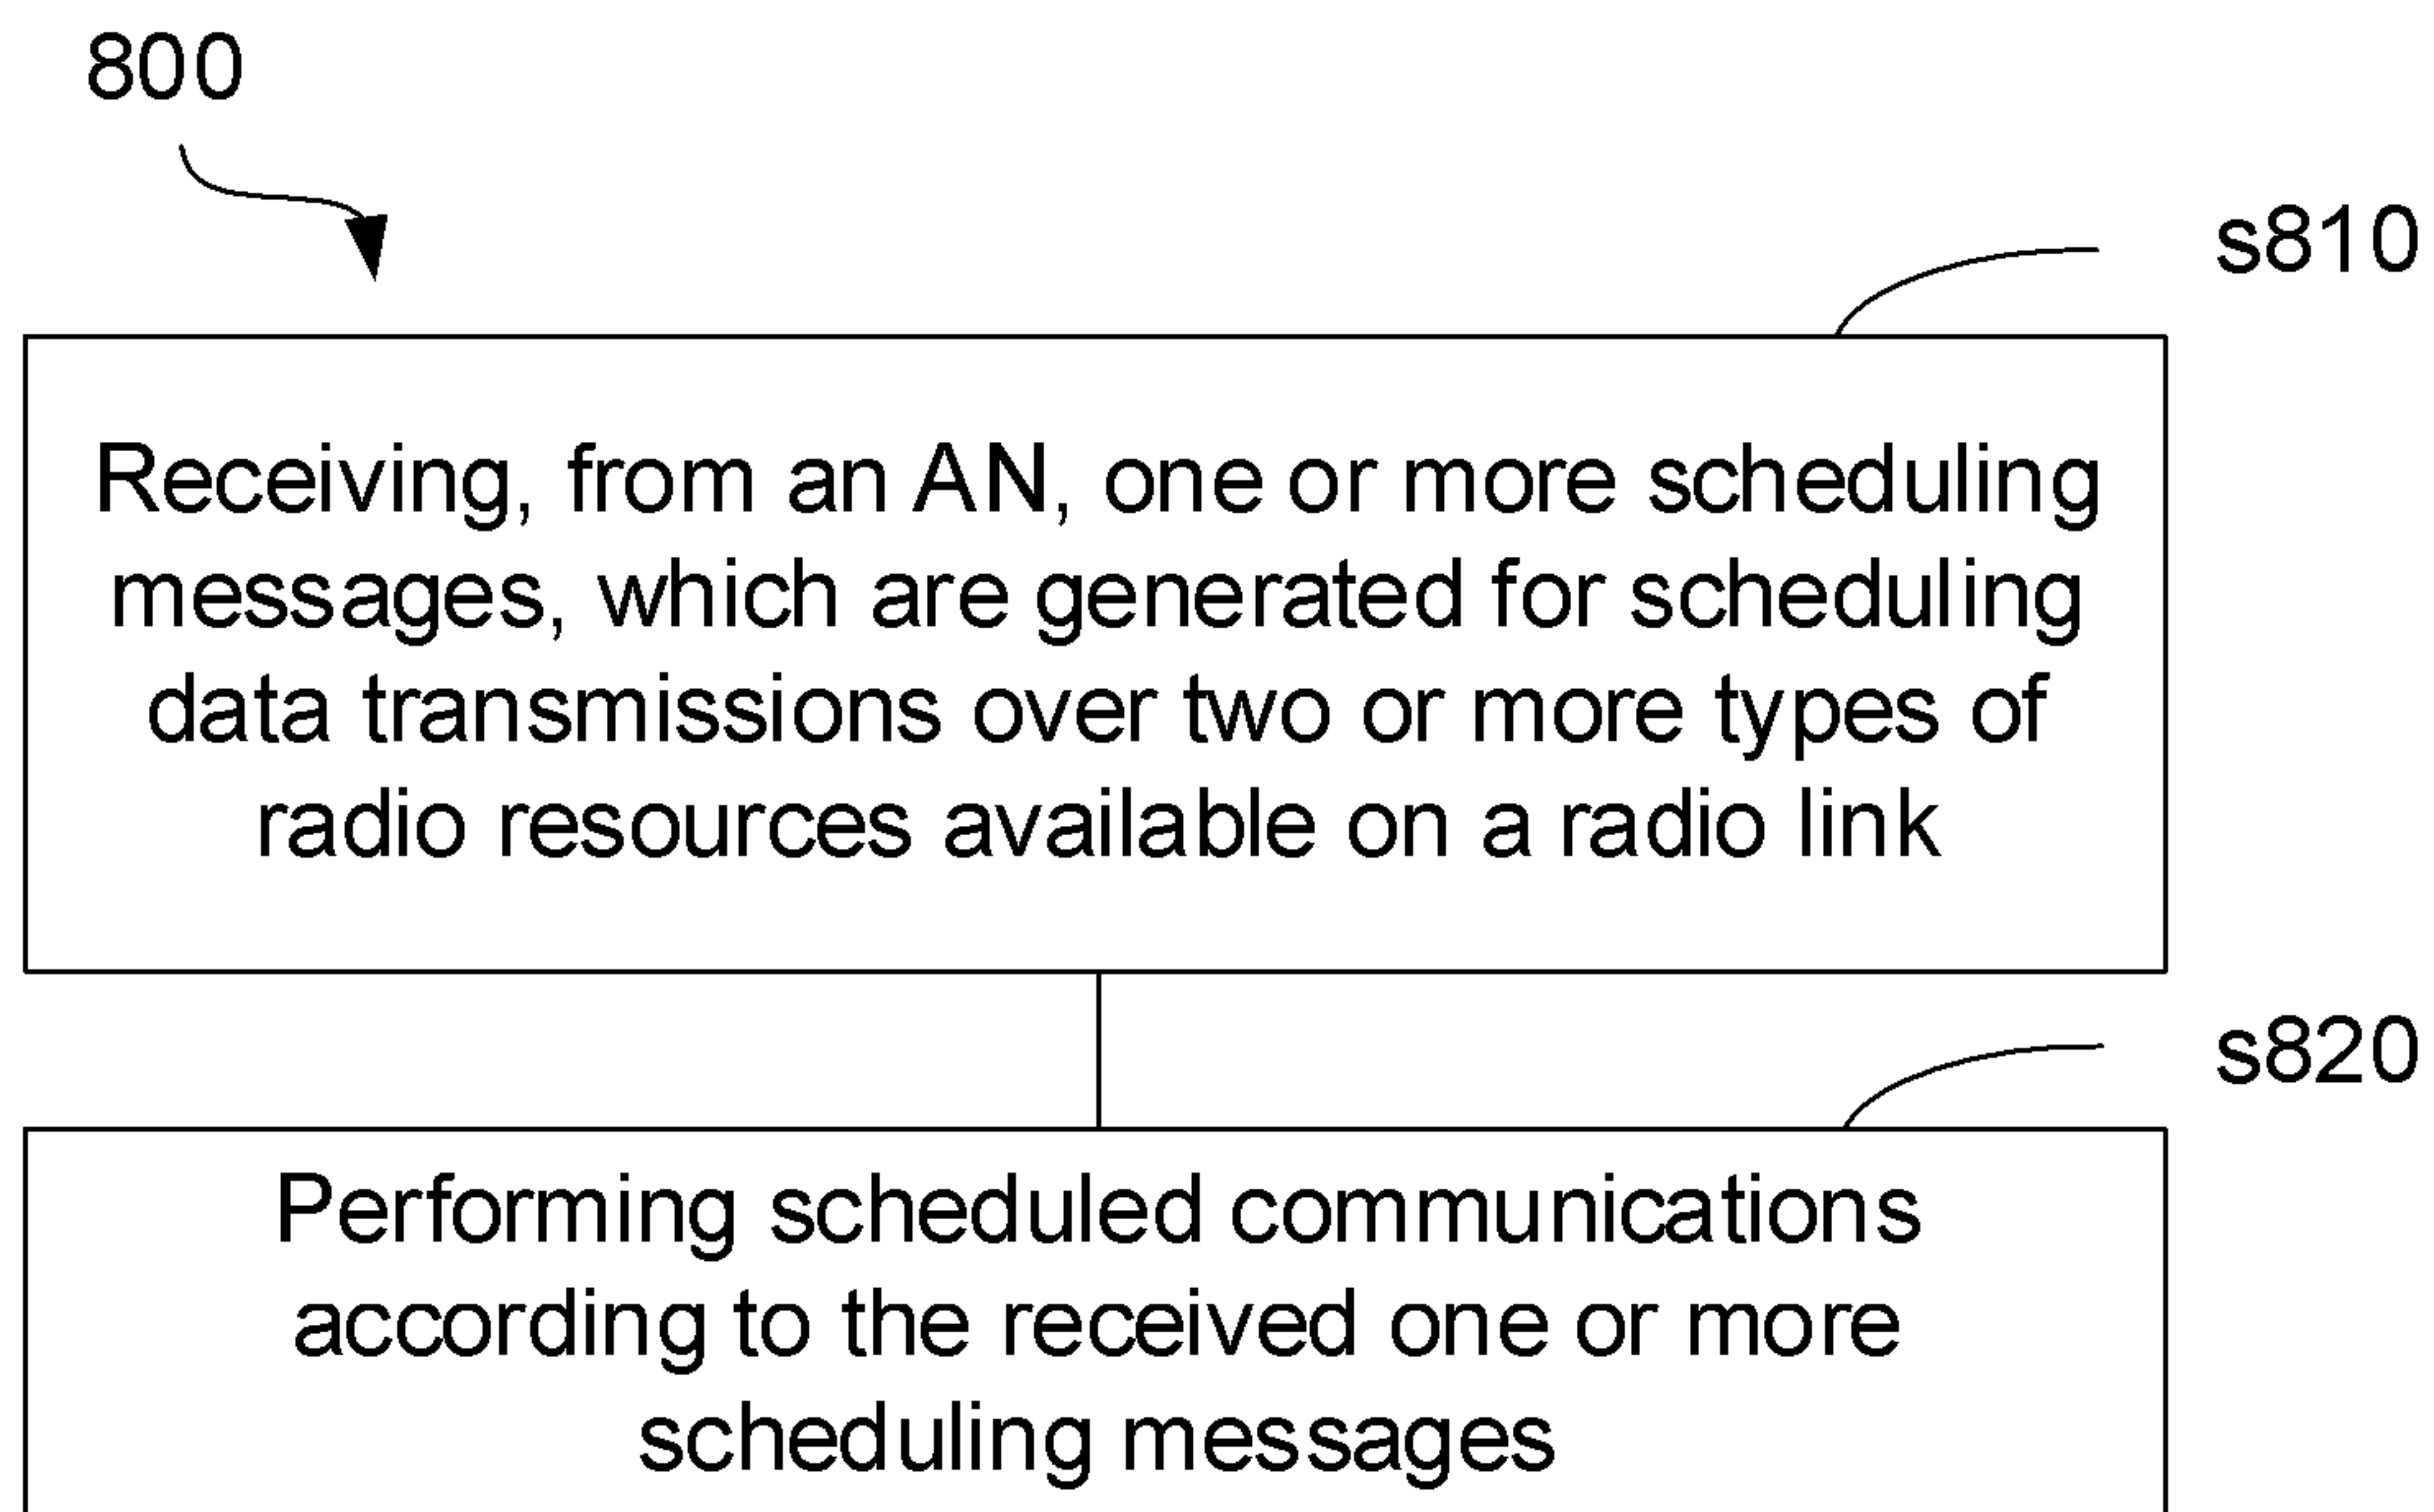 800
s810
Receiving, from an AN, one or more scheduling
messages, which are generated for scheduling
data transmissions over two or more types of
radio resources available on a radio link
s820
Performing scheduled communications
according to the received one or more
scheduling messages